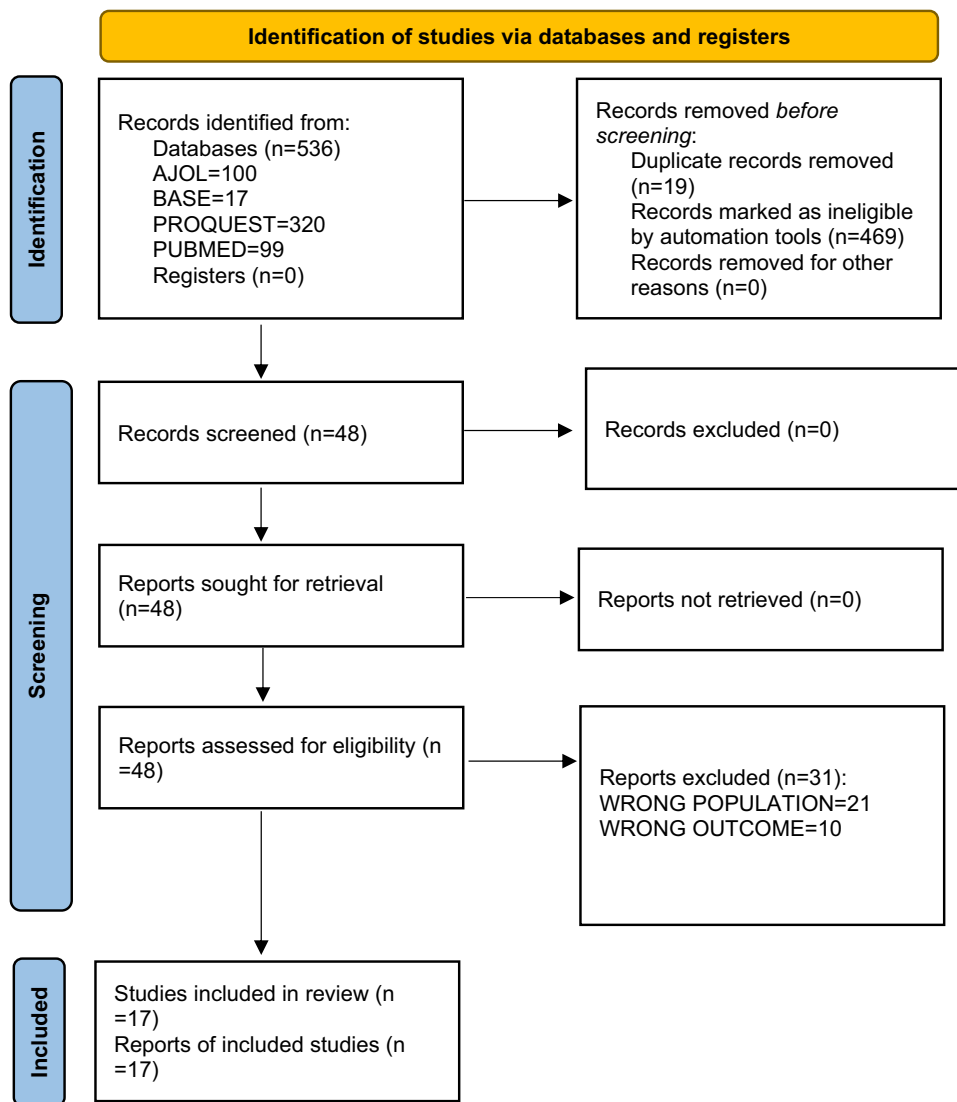 Identification of studies via databases and registers
Identification
Records identified from:
Databases (n=536)
AJOL=100
BASE=17
PROQUEST=320
PUBMED=99
Registers (n=0)
Records removed before
screening:
Duplicate records removed
(n=19)
Records marked as ineligible
by automation tools (n=469)
Records removed for other
reasons (n=0)
Screening
Records screened (n=48)
Records excluded (n=0)
Reports sought for retrieval
(n=48)
Reports not retrieved (n=0)
Reports assessed for eligibility (n
=48)
Reports excluded (n=31):
WRONG POPULATION=21
WRONG OUTCOME=10
Included
Studies included in review (n
=17)
Reports of included studies (n
=17)